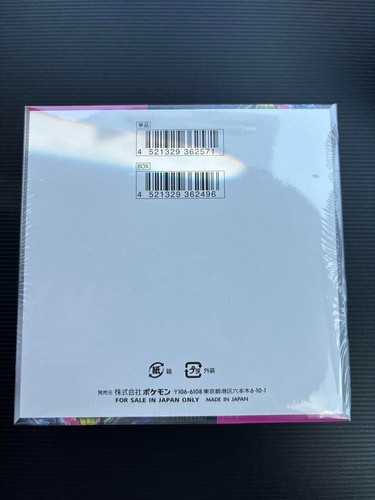 単品
4 521329 362571
BOX
4 521329 362496
紙 箱
プラ 外装
発売元 株式会社ポケモン 〒106-6108 東京都港区六本木6-10-1
FOR SALE IN JAPAN ONLY MADE IN JAPAN